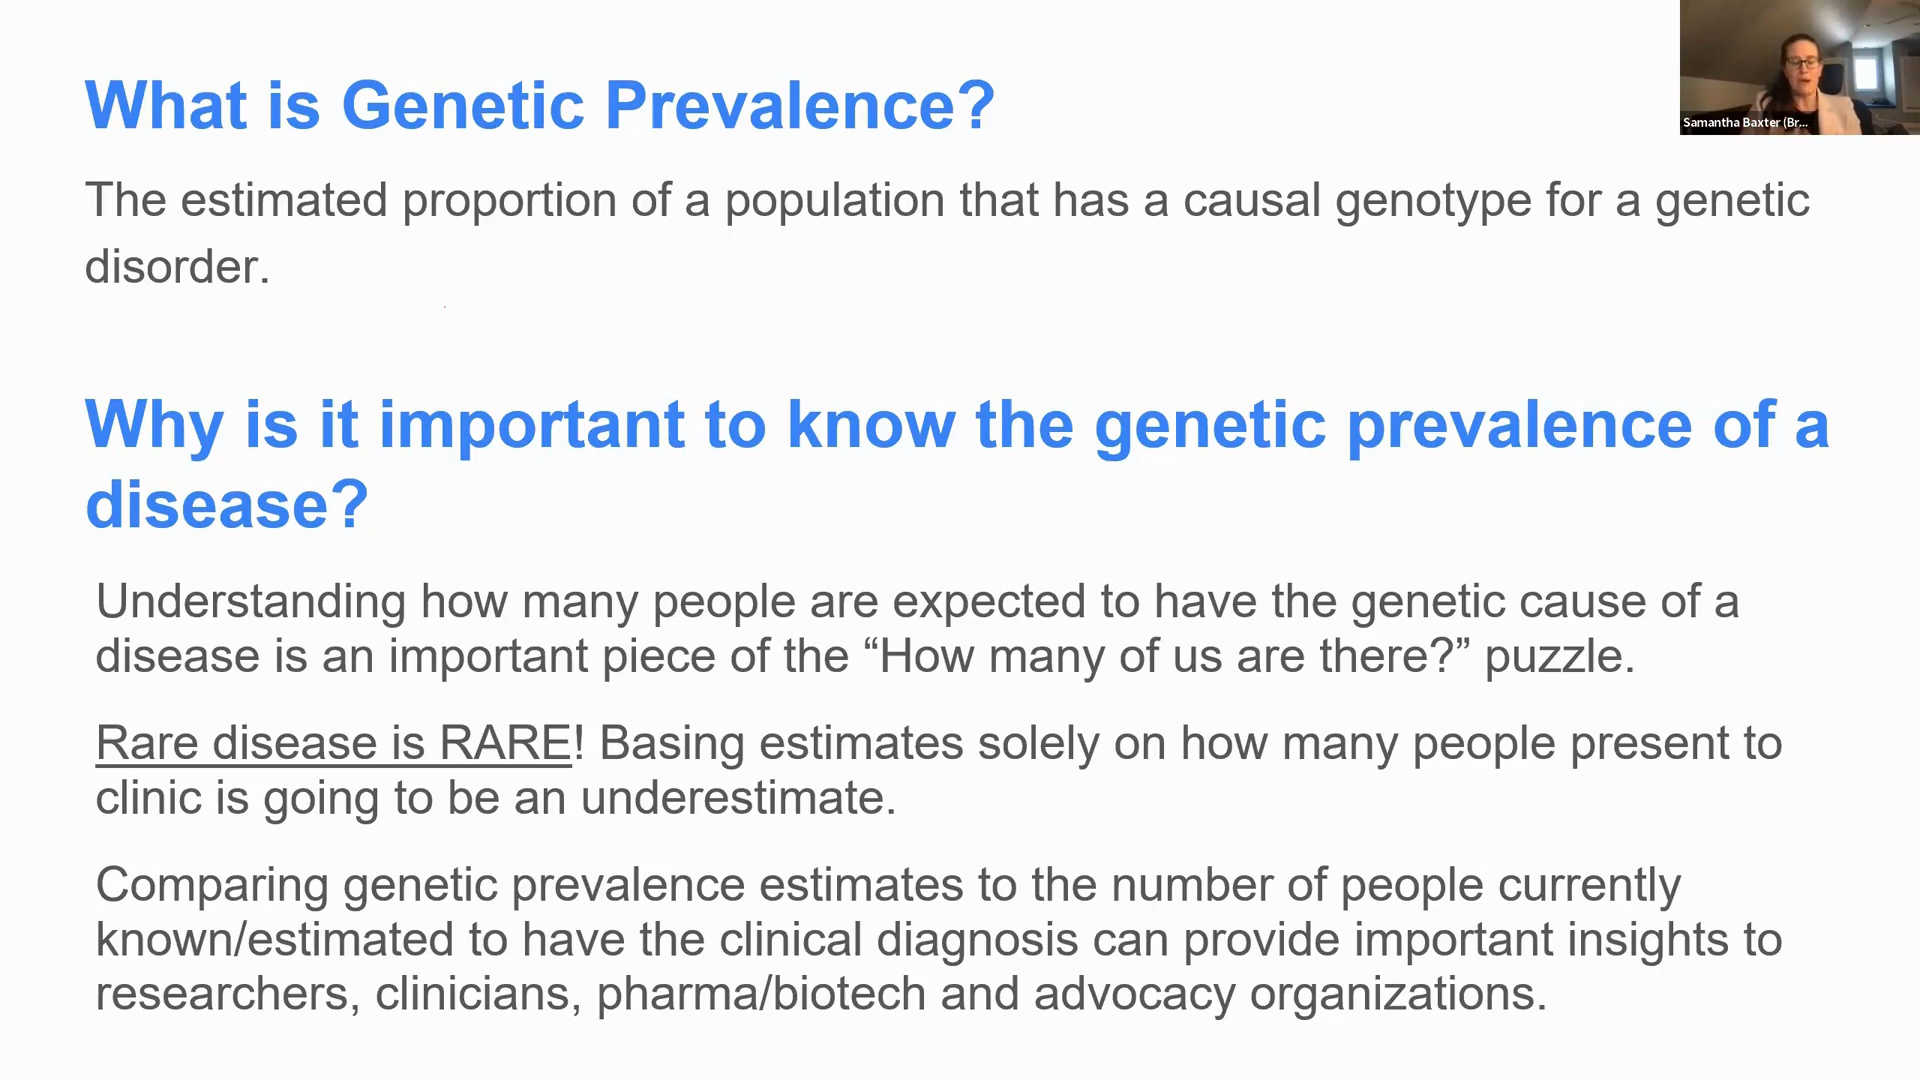 What is Genetic Prevalence?
Samantha Baxter (Br...
The estimated proportion of a population that has a causal genotype for a genetic
disorder.
Why is it important to know the genetic prevalence of a
disease?
Understanding how many people are expected to have the genetic cause of a
disease is an important piece of the “How many of us are there?” puzzle.
Rare disease is RARE! Basing estimates solely on how many people present to
clinic is going to be an underestimate.
Comparing genetic prevalence estimates to the number of people currently
known/estimated to have the clinical diagnosis can provide important insights to
researchers, clinicians, pharma/biotech and advocacy organizations.